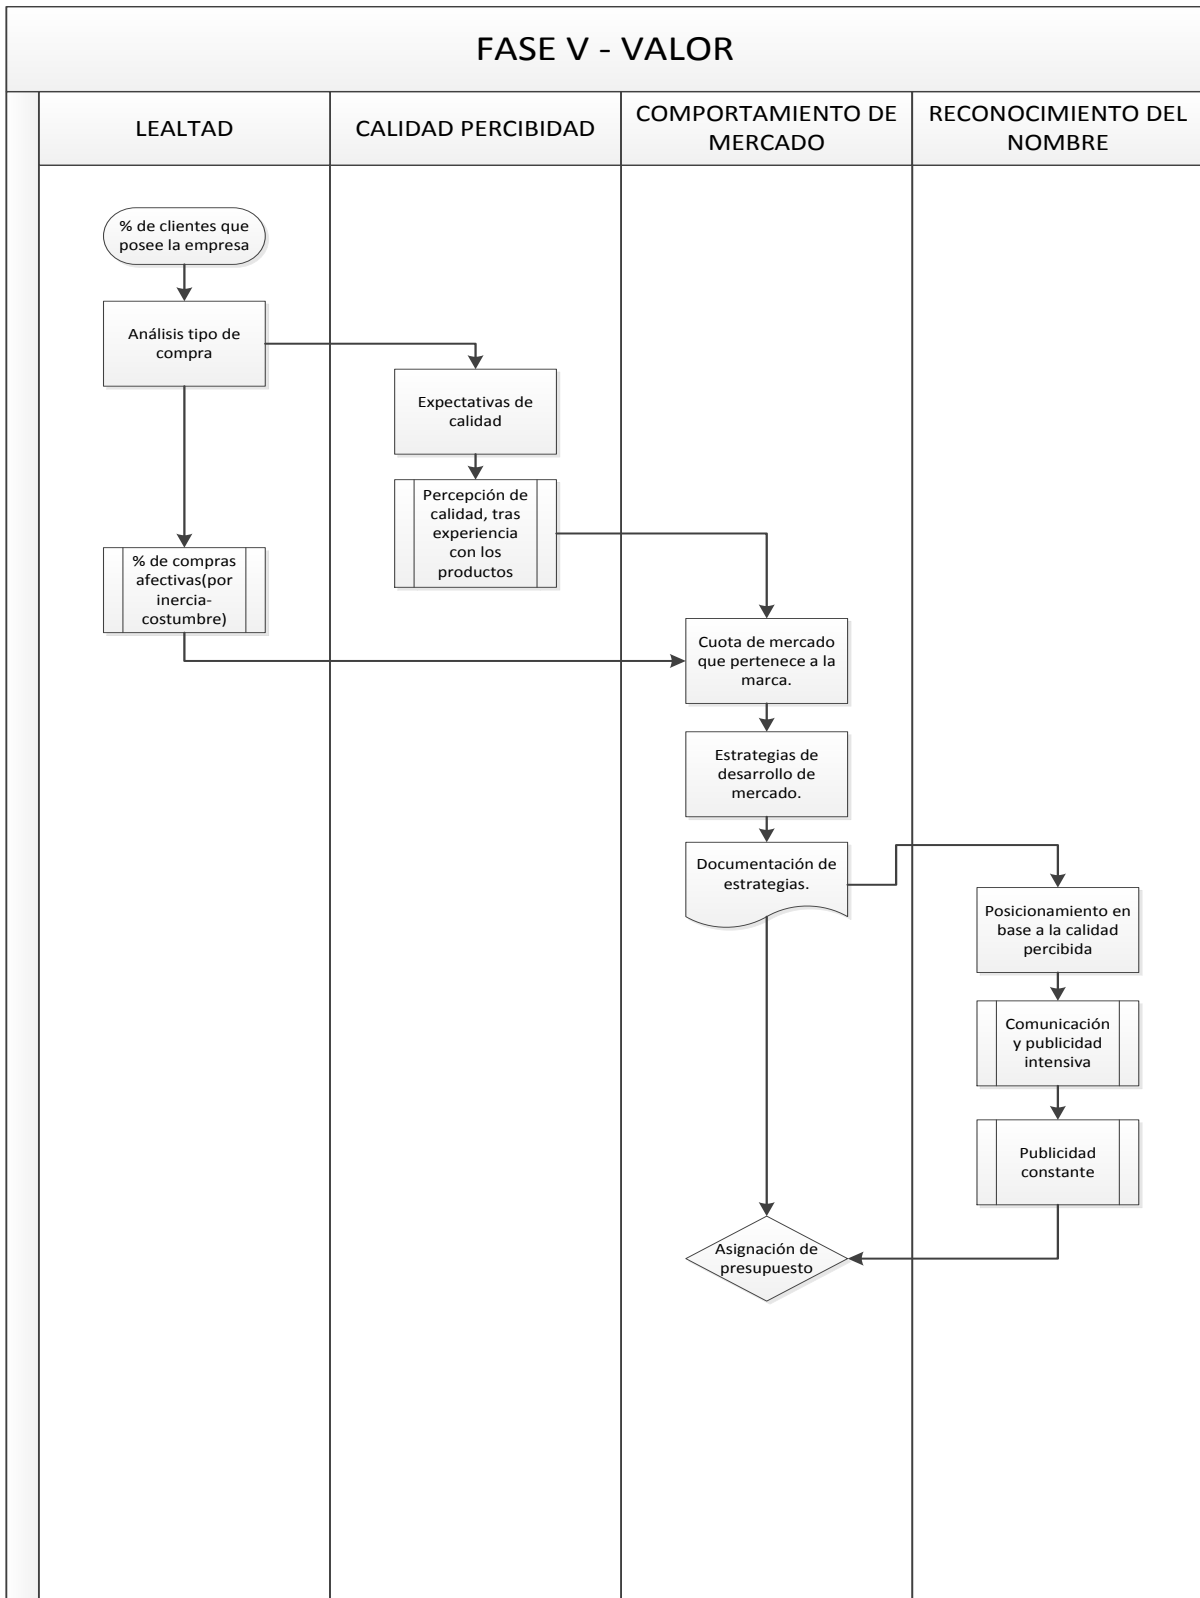 FASE V - VALOR
LEALTAD
CALIDAD PERCIBIDAD
COMPORTAMIENTO DE
MERCADO
RECONOCIMIENTO DEL
NOMBRE
% de clientes que
posee la empresa
Análisis tipo de
compra
Expectativas de
calidad
Percepción de
calidad, tras
experiencia
con los
productos
% de compras
afectivas(por
inercia-
costumbre)
Cuota de mercado
que pertenece a la
marca.
Estrategias de
desarrollo de
mercado.
Documentación de
estrategias.
Posicionamiento en
base a la calidad
percibida
Comunicación
y publicidad
intensiva
Publicidad
constante
Asignación de
presupuesto